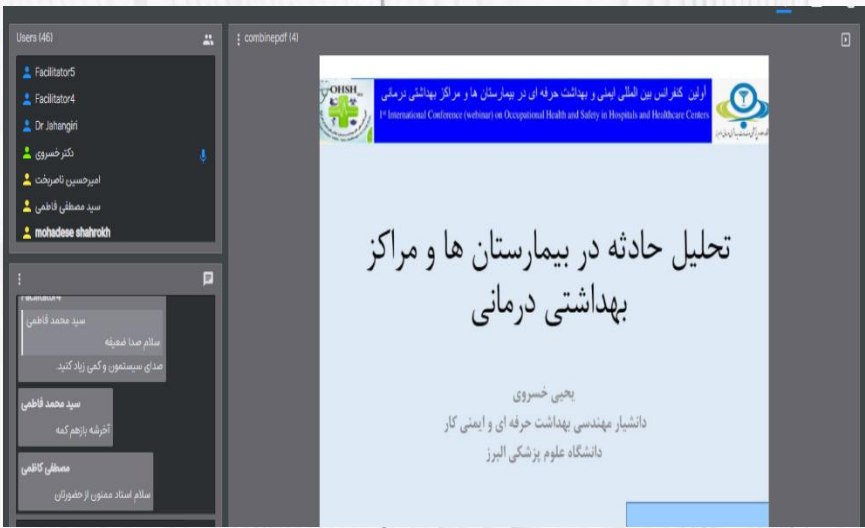 Users (46)
Facilitator5
Facilitator4
Dr Jahangiri
دکتر خسروی
امیرحسین ناصربخت
سید مصطفی فاطمی
mohadese shahrokh
Facilitator4
سید محمد فاطمی
سلام صدا ضعیفه
صدای سیستمون و کمی زیاد کنید.
سید محمد فاطمی
آخرشه بازهم کمه
مصطفی کاظمی
سلام استاد ممنون از حضورتان
combinepdf (4)
OHSH
اولین کنفرانس بین المللی ایمنی و بهداشت حرفه ای در بیمارستان ها و مراکز بهداشتی درمانی
1st International Conference (webinar) on Occupational Health and Safety in Hospitals and Healthcare Centers
تحلیل حادثه در بیمارستان ها و مراکز
بهداشتی درمانی
یحیی خسروی
دانشیار مهندسی بهداشت حرفه ای و ایمنی کار
دانشگاه علوم پزشکی البرز